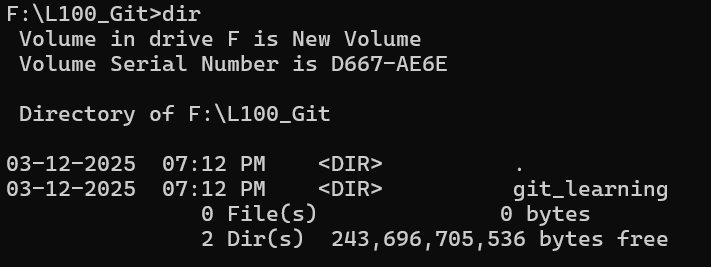 F:\L100_Git>dir
 Volume in drive F is New Volume
 Volume Serial Number is D667-AE6E

 Directory of F:\L100_Git

03-12-2025  07:12 PM    <DIR>          .
03-12-2025  07:12 PM    <DIR>          git_learning
               0 File(s)              0 bytes
               2 Dir(s)  243,696,705,536 bytes free